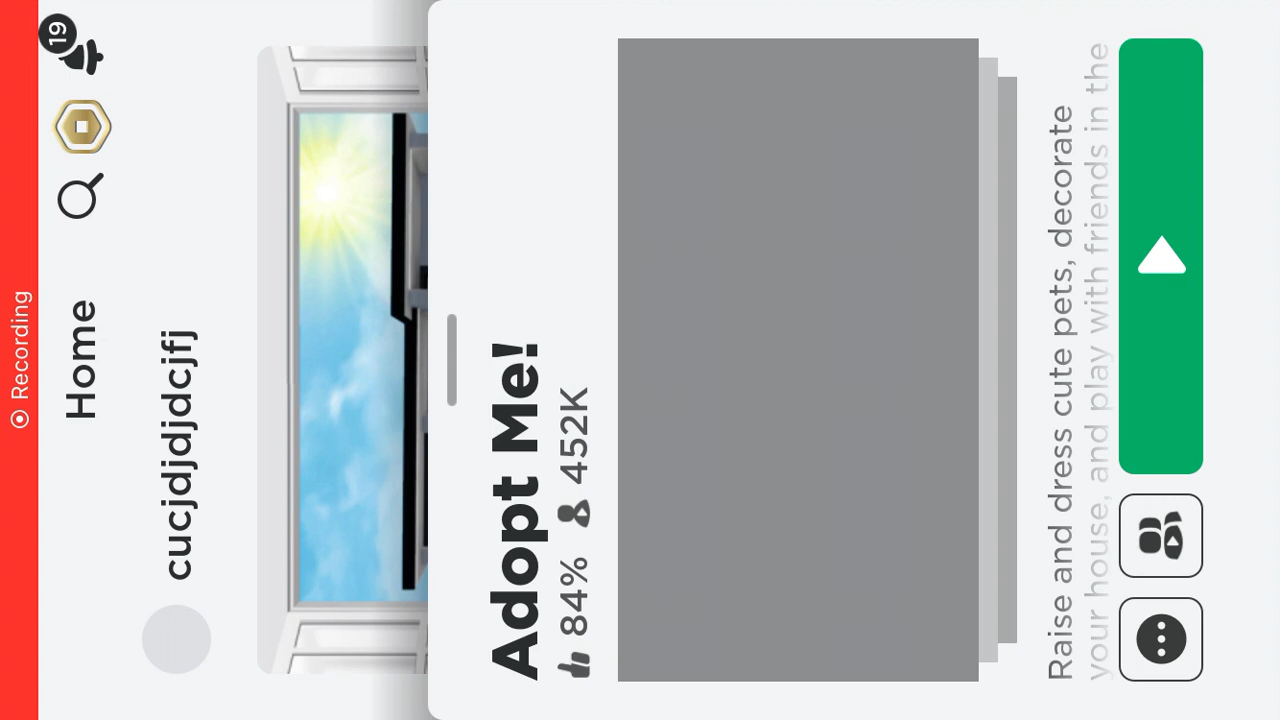 Recording
19
Home
cucjdjdjdcjfj
Adopt Me!
84% 452K
Raise and dress cute pets, decorate
your house, and play with friends in the